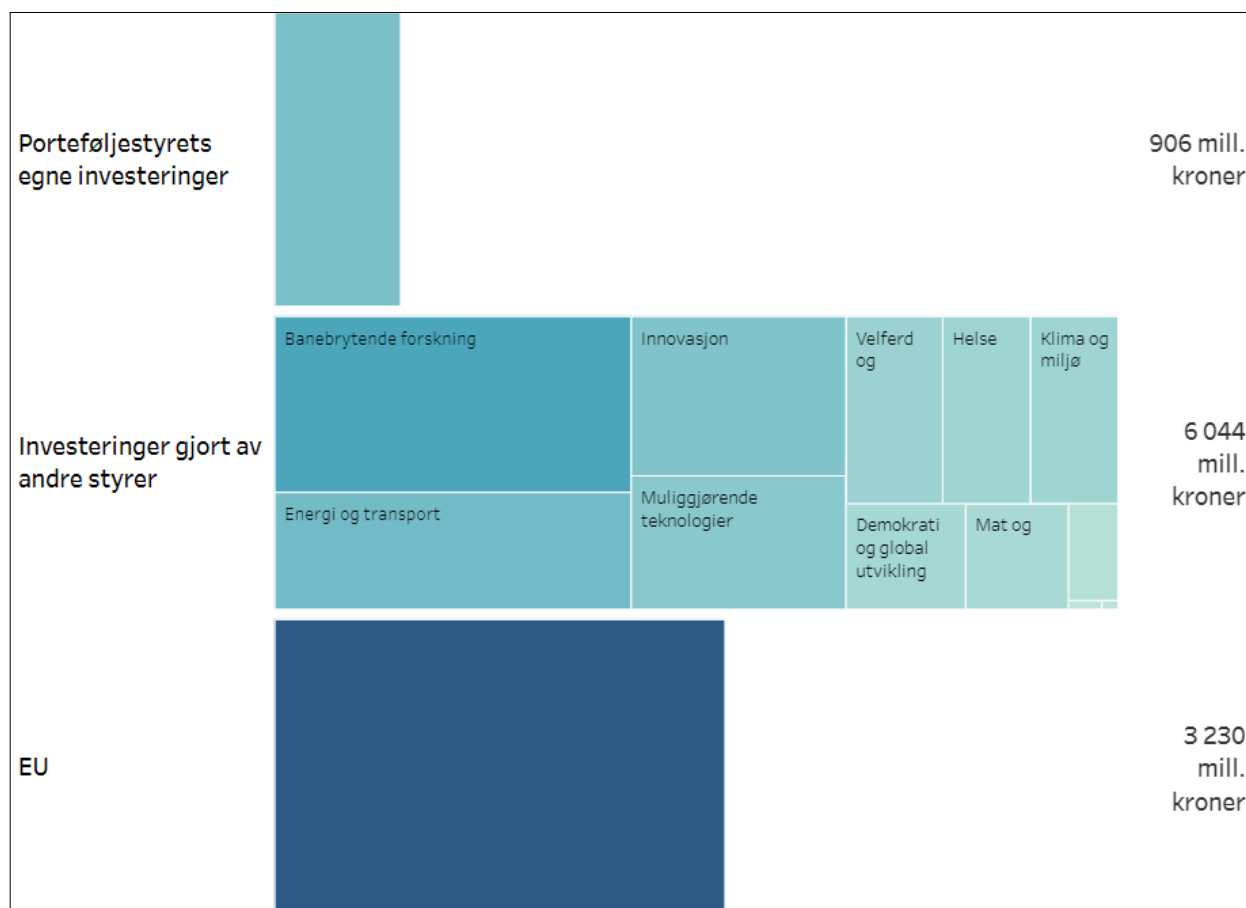 Porteføljestyrets
egne investeringer
906 mill.
kroner
Investeringer gjort av
andre styrer
Banebrytende forskning
Energi og transport
Innovasjon
Muliggjørende
teknologier
Velferd
og
Helse
Klima og
miljø
Demokrati
og global
utvikling
Mat og
6 044
mill.
kroner
EU
3 230
mill.
kroner